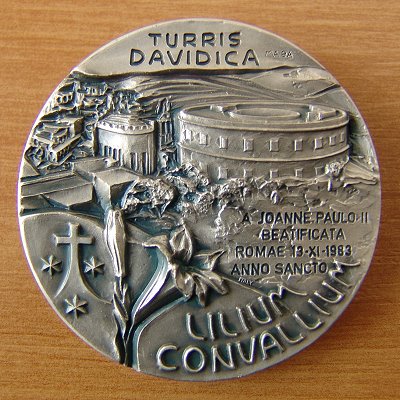 TURRIS
DAVIDICA
A JOANNE·PAULO·II
BEATIFICATA
ROMAE 13-XI-1983
ANNO SANCTO
LILIUM
CONVALLIUM